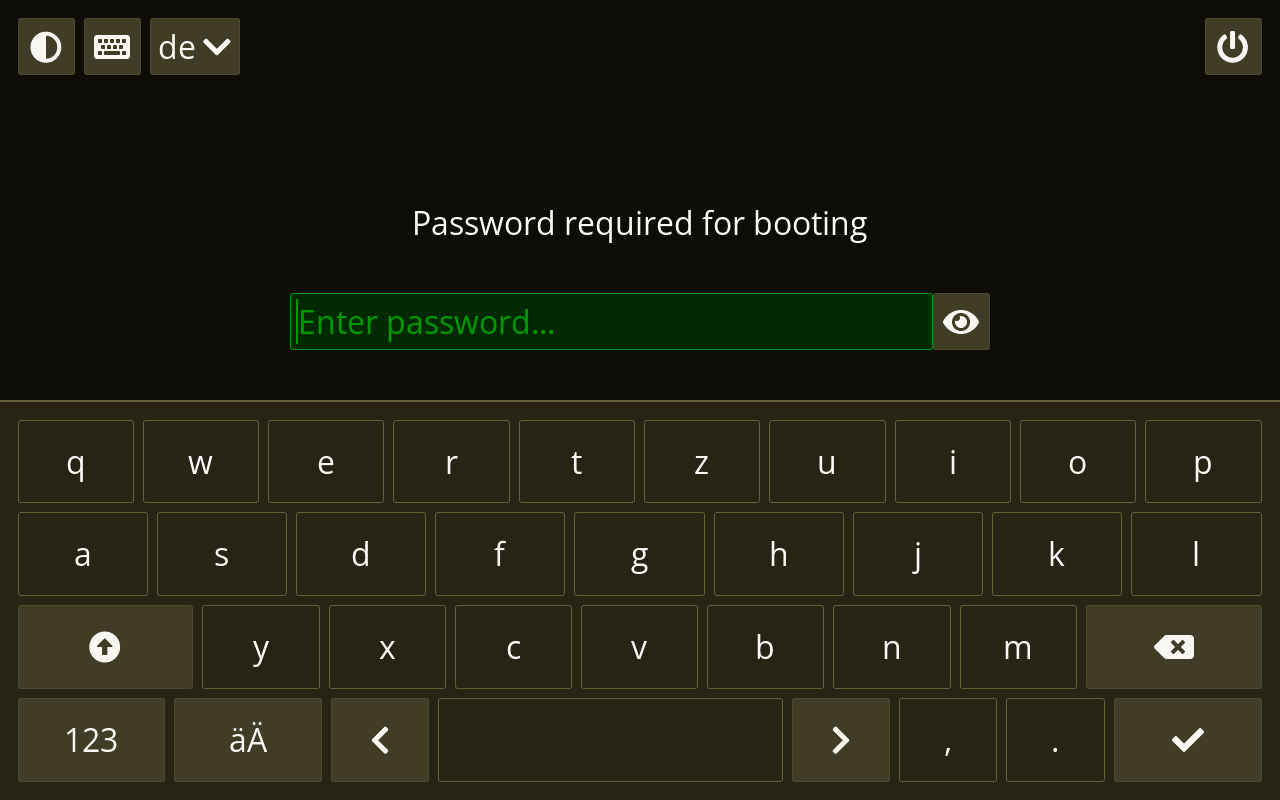 de
Password required for booting
Enter password...
q w e r t z u i o p
a s d f g h j k l
y x c v b n m
123 äÄ , .